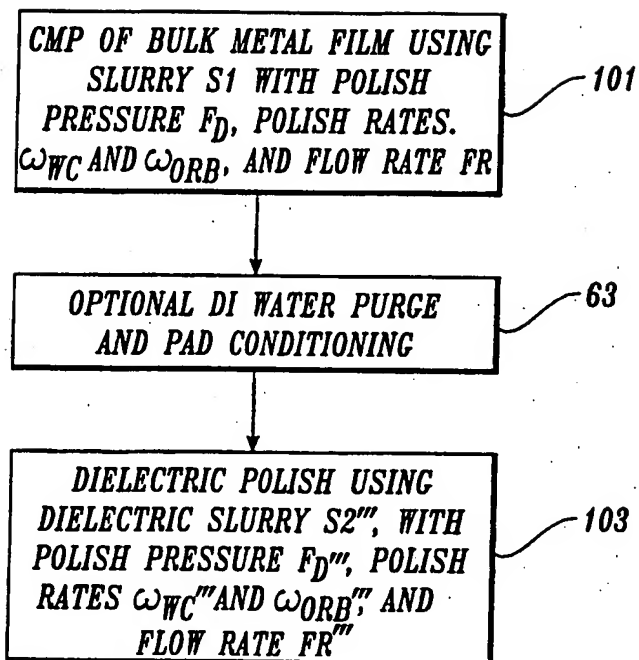 CMP OF BULK METAL FILM USING
SLURRY S1 WITH POLISH
PRESSURE F_D, POLISH RATES.
ω_WC AND ω_ORB, AND FLOW RATE FR
101
OPTIONAL DI WATER PURGE
AND PAD CONDITIONING
63
DIELECTRIC POLISH USING
DIELECTRIC SLURRY S2''', WITH
POLISH PRESSURE F_D''', POLISH
RATES ω_WC''' AND ω_ORB''', AND
FLOW RATE FR'''
103